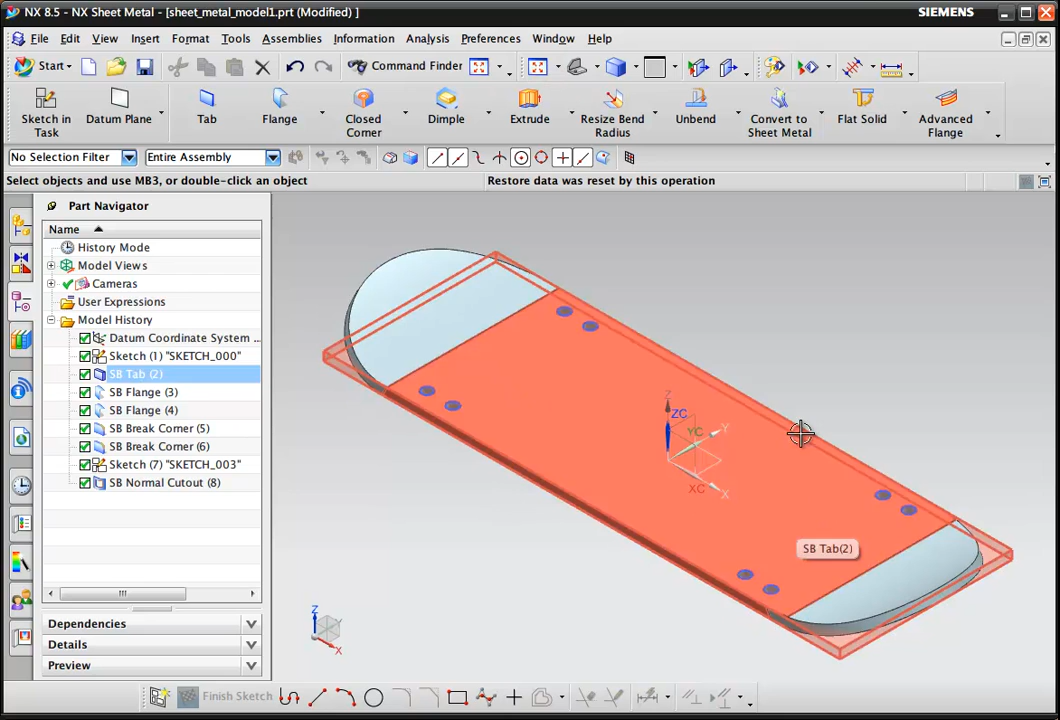 NX 8.5 - NX Sheet Metal - [sheet_metal_model1.prt (Modified) ]
SIEMENS
File Edit View Insert Format Tools Assemblies Information Analysis Preferences Window Help
Start
Command Finder
Sketch in Task
Datum Plane
Tab
Flange
Closed Corner
Dimple
Extrude
Resize Bend Radius
Unbend
Convert to Sheet Metal
Flat Solid
Advanced Flange
No Selection Filter
Entire Assembly
Select objects and use MB3, or double-click an object
Restore data was reset by this operation
Part Navigator
Name
History Mode
Model Views
Cameras
User Expressions
Model History
Datum Coordinate System ...
Sketch (1) "SKETCH_000"
SB Tab (2)
SB Flange (3)
SB Flange (4)
SB Break Corner (5)
SB Break Corner (6)
Sketch (7) "SKETCH_003"
SB Normal Cutout (8)
Dependencies
Details
Preview
Z
ZC
YC
Y
XC
X
SB Tab(2)
Z
X
Finish Sketch